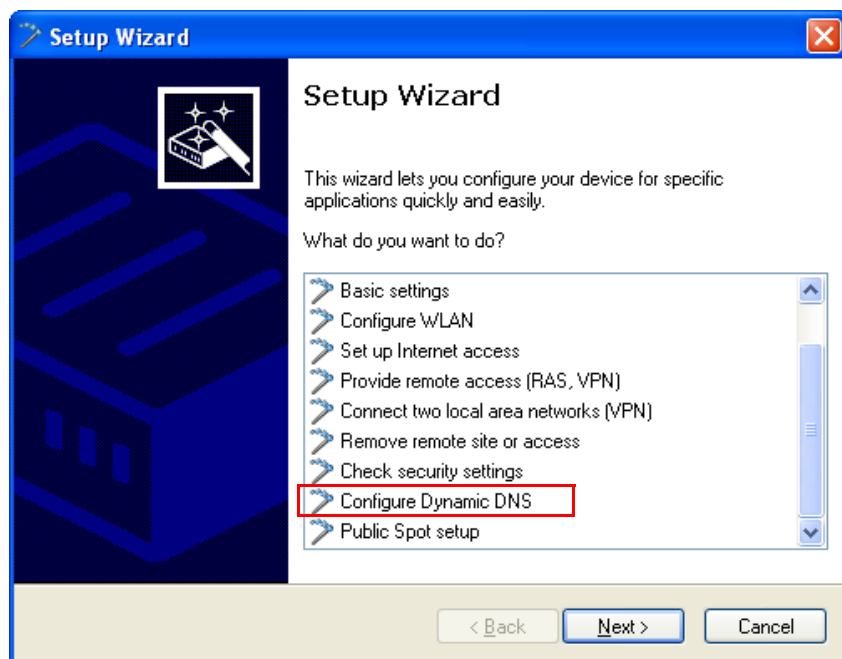 Setup Wizard
Setup Wizard
This wizard lets you configure your device for specific
applications quickly and easily.
What do you want to do?
Basic settings
Configure WLAN
Set up Internet access
Provide remote access (RAS, VPN)
Connect two local area networks (VPN)
Remove remote site or access
Check security settings
Configure Dynamic DNS
Public Spot setup
< Back Next > Cancel